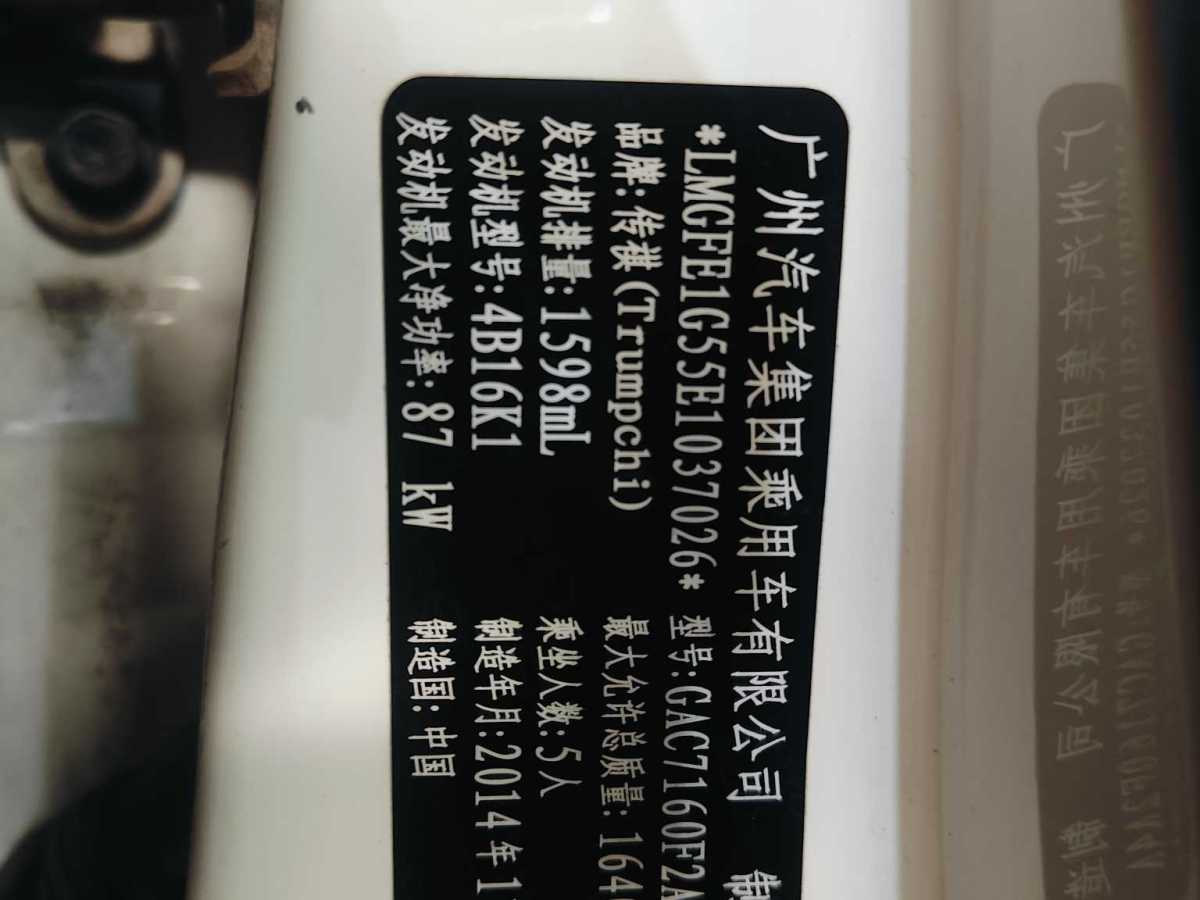 广州汽车集团乘用车有限公司 制
*LMGFE1G55E1037026* 型号:GAC7160F2A
品牌:传祺(Trumpchi) 最大允许总质量:164
发动机排量:1598mL 乘坐人数:5人
发动机型号:4B16K1 制造年月:2014年1
发动机最大净功率:87 kW 制造国:中国